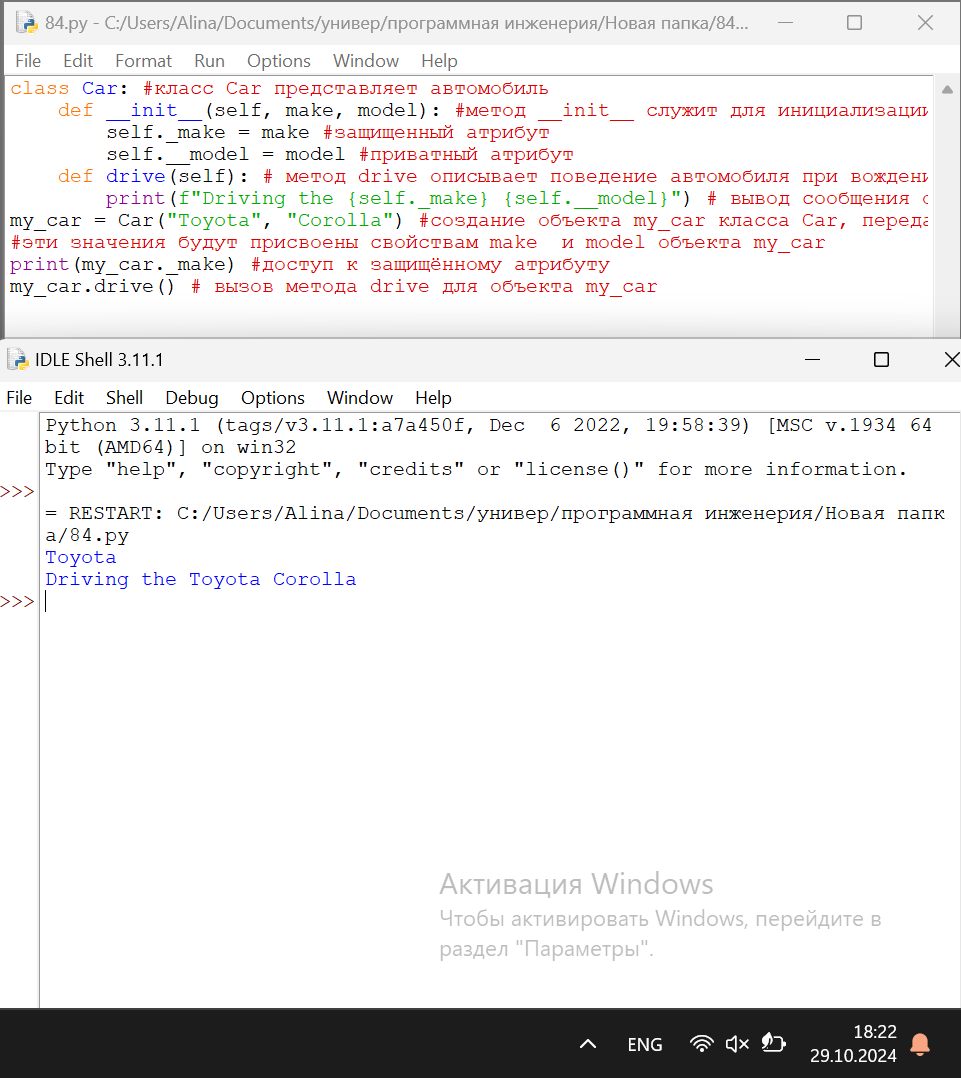 84.py - C:/Users/Alina/Documents/универ/программная инженерия/Новая папка/84...
File Edit Format Run Options Window Help
class Car: #класс Car представляет автомобиль
    def __init__(self, make, model): #метод __init__ служит для инициализации
        self._make = make #защищенный атрибут
        self.__model = model #приватный атрибут
    def drive(self): # метод drive описывает поведение автомобиля при вождени
        print(f"Driving the {self._make} {self.__model}") # вывод сообщения о
my_car = Car("Toyota", "Corolla") #создание объекта my_car класса Car, переда
#эти значения будут присвоены свойствам make  и model объекта my_car
print(my_car._make) #доступ к защищённому атрибуту
my_car.drive() # вызов метода drive для объекта my_car
IDLE Shell 3.11.1
File Edit Shell Debug Options Window Help
Python 3.11.1 (tags/v3.11.1:a7a450f, Dec  6 2022, 19:58:39) [MSC v.1934 64
bit (AMD64)] on win32
Type "help", "copyright", "credits" or "license()" for more information.
>>>
= RESTART: C:/Users/Alina/Documents/универ/программная инженерия/Новая папк
а/84.py
Toyota
Driving the Toyota Corolla
>>>
Активация Windows
Чтобы активировать Windows, перейдите в
раздел "Параметры".
ENG
18:22
29.10.2024